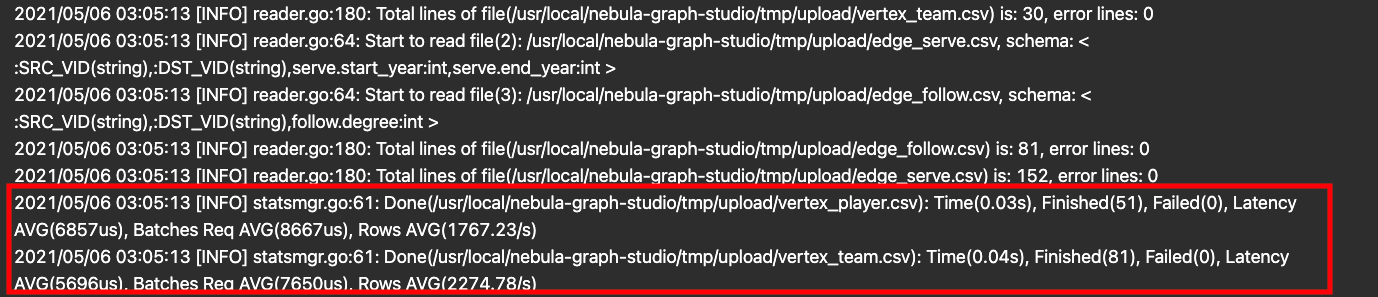 2021/05/06 03:05:13 [INFO] reader.go:180: Total lines of file(/usr/local/nebula-graph-studio/tmp/upload/vertex_team.csv) is: 30, error lines: 0
2021/05/06 03:05:13 [INFO] reader.go:64: Start to read file(2): /usr/local/nebula-graph-studio/tmp/upload/edge_serve.csv, schema: <
:SRC_VID(string),:DST_VID(string),serve.start_year:int,serve.end_year:int >
2021/05/06 03:05:13 [INFO] reader.go:64: Start to read file(3): /usr/local/nebula-graph-studio/tmp/upload/edge_follow.csv, schema: <
:SRC_VID(string),:DST_VID(string),follow.degree:int >
2021/05/06 03:05:13 [INFO] reader.go:180: Total lines of file(/usr/local/nebula-graph-studio/tmp/upload/edge_follow.csv) is: 81, error lines: 0
2021/05/06 03:05:13 [INFO] reader.go:180: Total lines of file(/usr/local/nebula-graph-studio/tmp/upload/edge_serve.csv) is: 152, error lines: 0
2021/05/06 03:05:13 [INFO] statsmgr.go:61: Done(/usr/local/nebula-graph-studio/tmp/upload/vertex_player.csv): Time(0.03s), Finished(51), Failed(0), Latency
AVG(6857us), Batches Req AVG(8667us), Rows AVG(1767.23/s)
2021/05/06 03:05:13 [INFO] statsmgr.go:61: Done(/usr/local/nebula-graph-studio/tmp/upload/vertex_team.csv): Time(0.04s), Finished(81), Failed(0), Latency
AVG(5696us), Batches Req AVG(7650us), Rows AVG(2274.78/s)